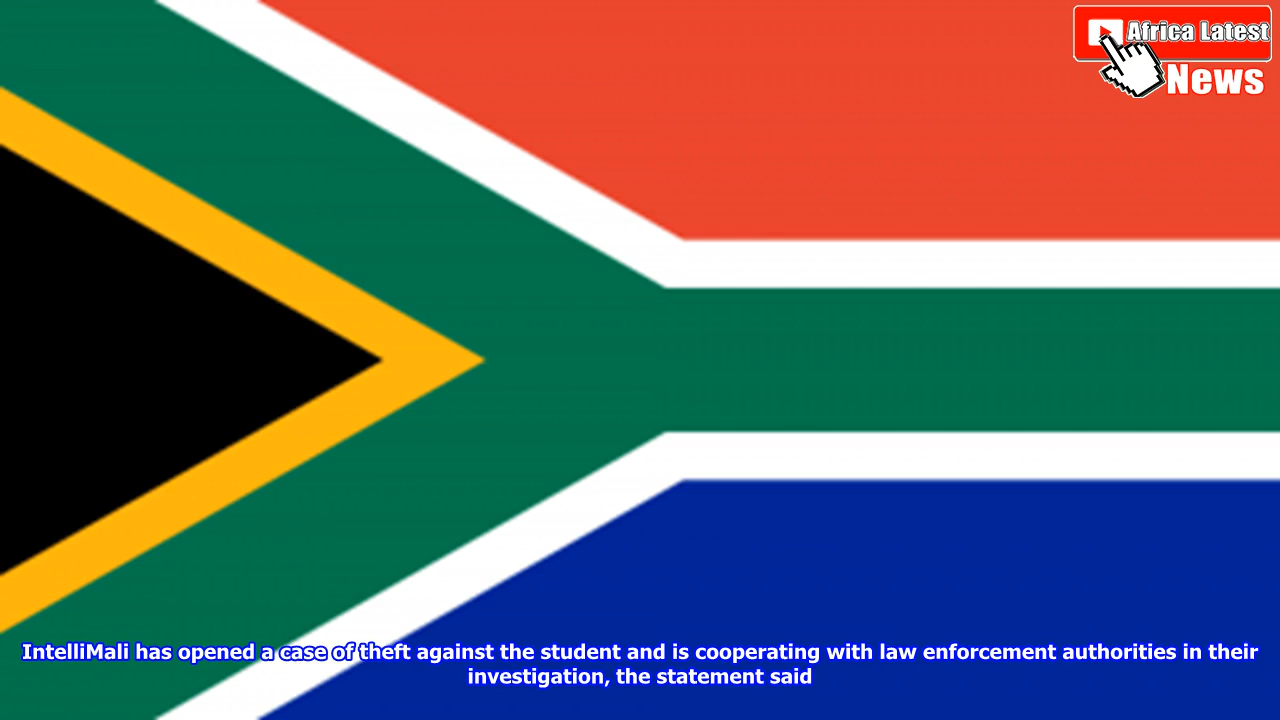 Africa Latest
News
IntelliMali has opened a case of theft against the student and is cooperating with law enforcement authorities in their
investigation, the statement said